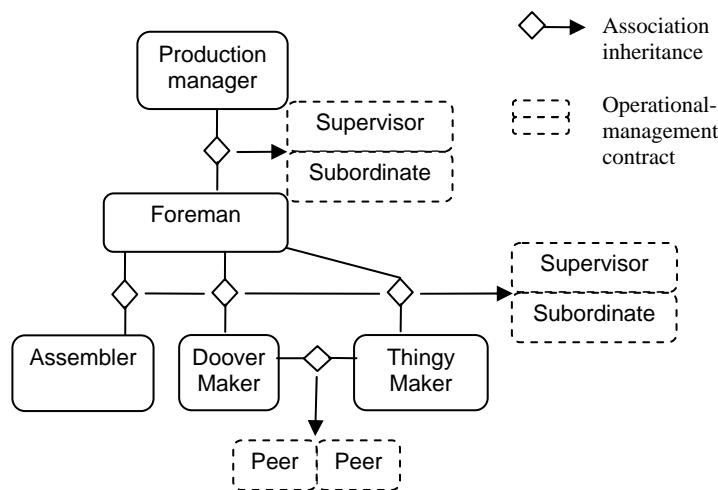 Production
manager
Association
inheritance
Supervisor
Subordinate
Operational-
management
contract
Foreman
Supervisor
Subordinate
Assembler
Doover
Maker
Thingy
Maker
Peer
Peer